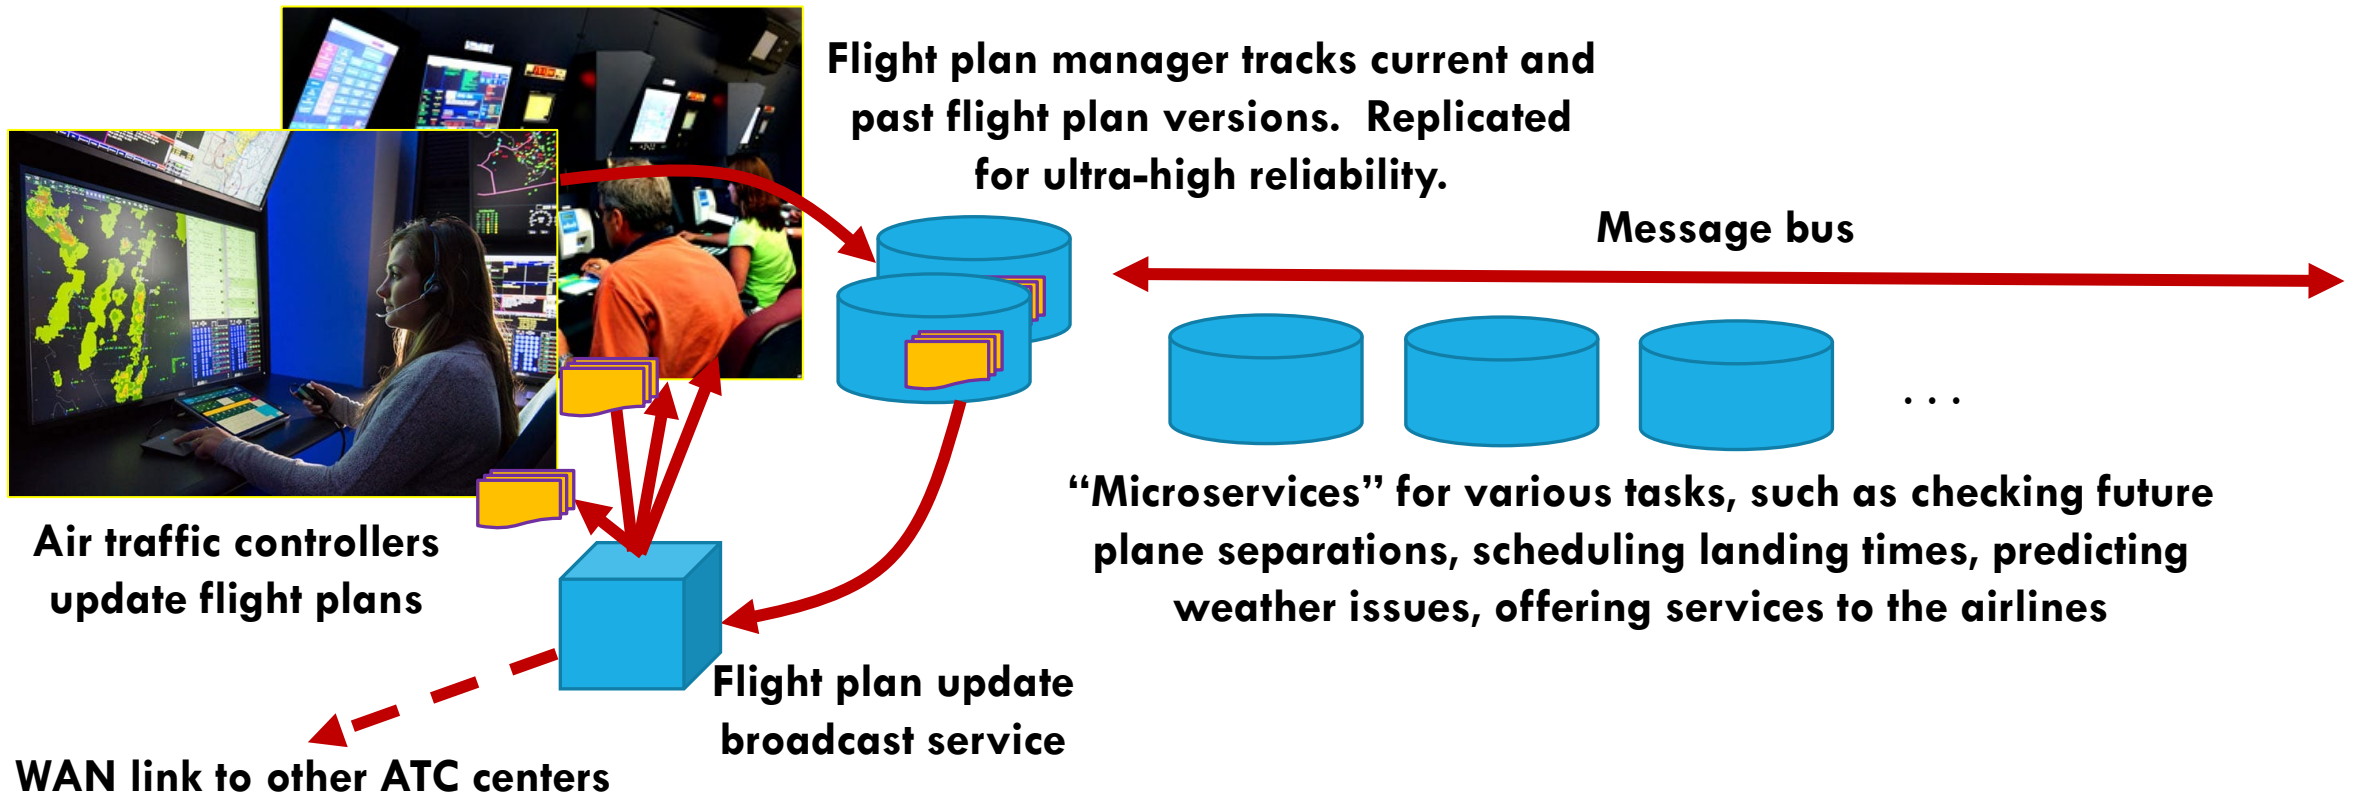 Flight plan manager tracks current and
past flight plan versions.  Replicated
for ultra-high reliability.
Message bus
“Microservices” for various tasks, such as checking future
plane separations, scheduling landing times, predicting
weather issues, offering services to the airlines
. . .
Air traffic controllers
update flight plans
Flight plan update
broadcast service
WAN link to other ATC centers